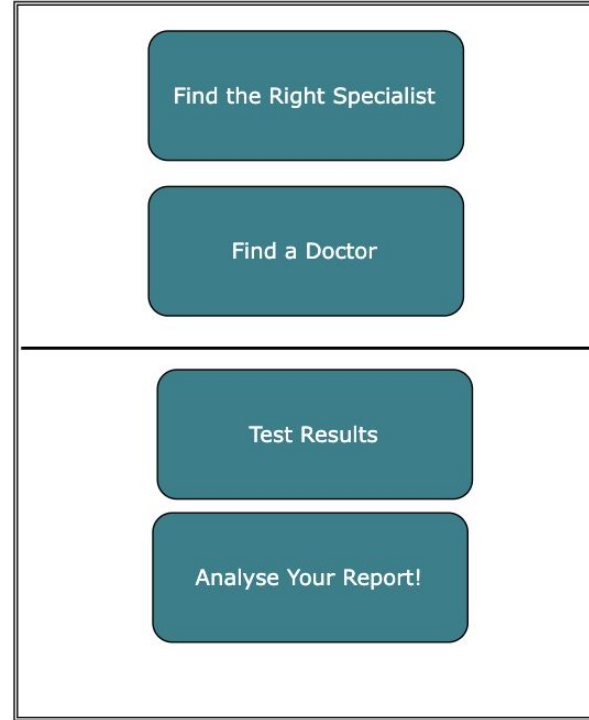 Find the Right Specialist
Find a Doctor
Test Results
Analyse Your Report!